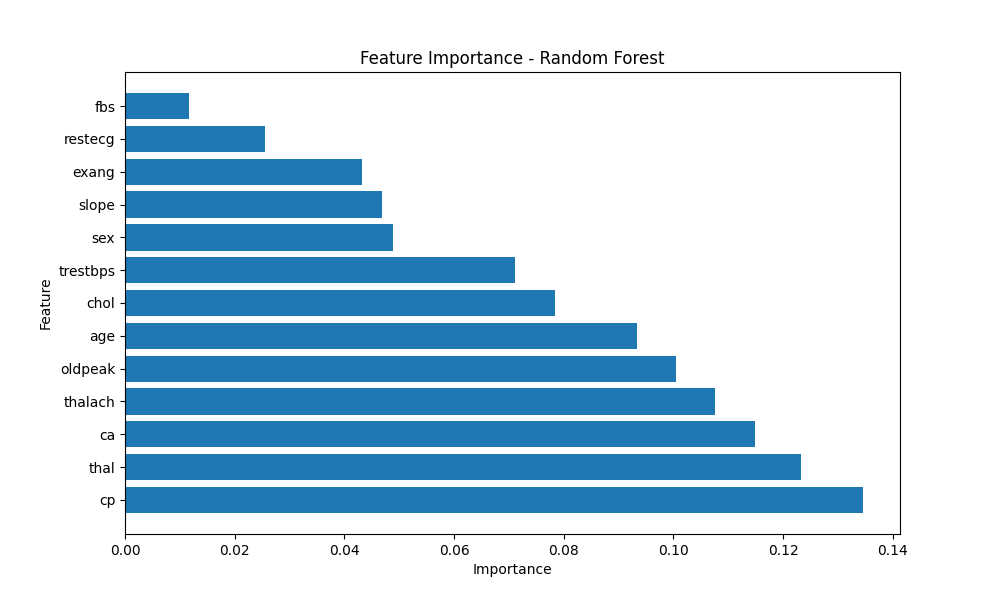 Feature Importance - Random Forest
fbs
restecg
exang
slope
sex
trestbps
chol
age
oldpeak
thalach
ca
thal
cp
Feature
0.00 0.02 0.04 0.06 0.08 0.10 0.12 0.14
Importance